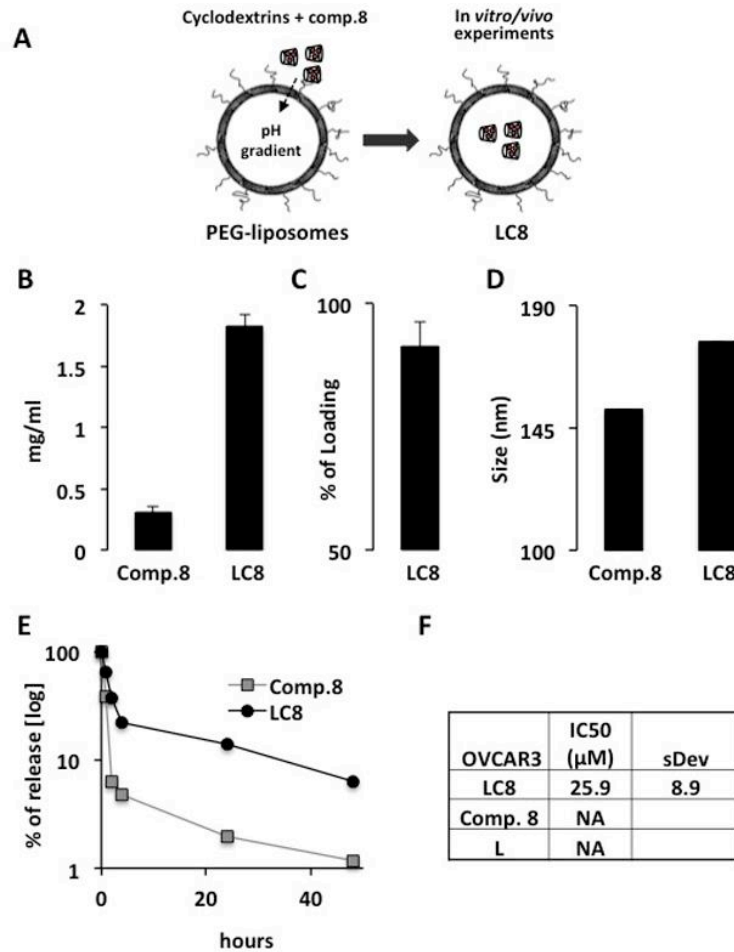 A
Cyclodextrins + comp.8
In vitro/vivo
experiments
pH
gradient
PEG-liposomes
LC8
B
mg/ml
2
1.5
1
0.5
0
Comp.8
LC8
C
% of Loading
100
50
LC8
D
Size (nm)
190
145
100
Comp.8
LC8
E
% of release [log]
100
10
1
Comp.8
LC8
0
20
40
hours
F
OVCAR3 IC50 (µM) sDev
LC8 25.9 8.9
Comp. 8 NA
L NA